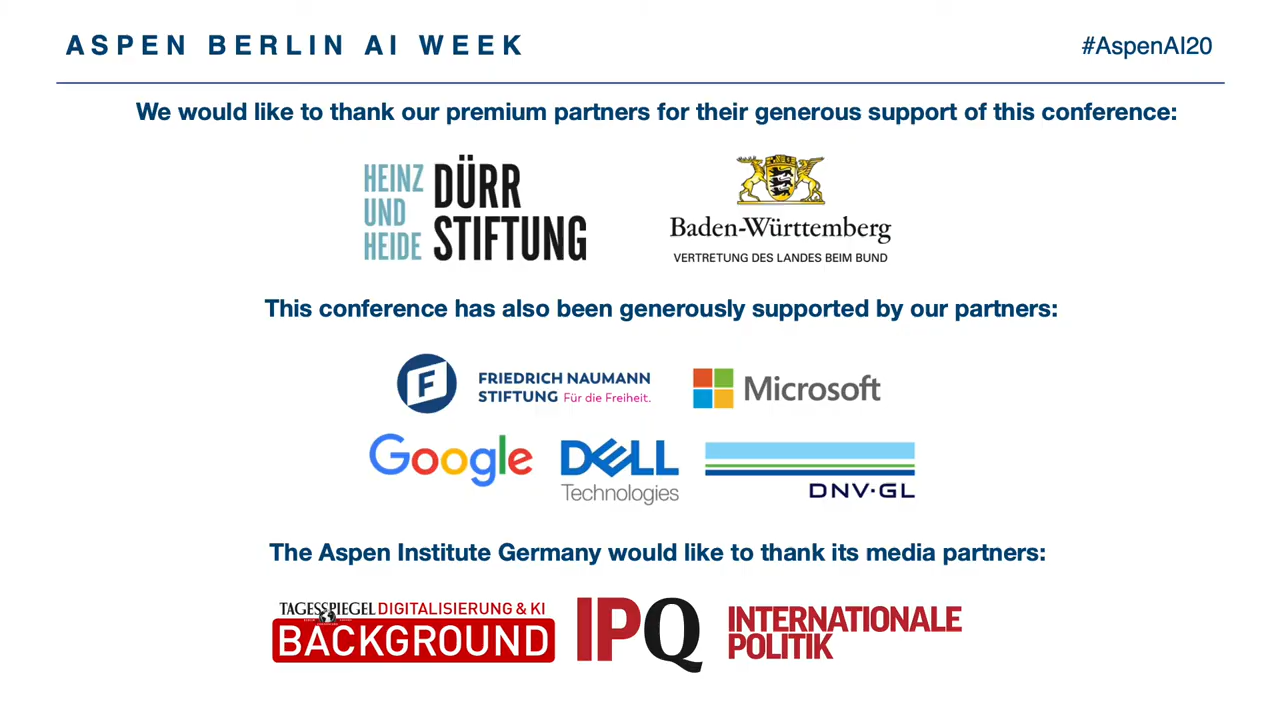 ASPEN BERLIN AI WEEK
#AspenAI20
We would like to thank our premium partners for their generous support of this conference:
HEINZ
UND
HEIDE
DÜRR
STIFTUNG
Baden-Württemberg
VERTRETUNG DES LANDES BEIM BUND
This conference has also been generously supported by our partners:
F
FRIEDRICH NAUMANN
STIFTUNG Für die Freiheit.
Microsoft
Google
DELL
Technologies
DNV·GL
The Aspen Institute Germany would like to thank its media partners:
TAGESSPIEGEL DIGITALISIERUNG & KI
BACKGROUND
IPQ
INTERNATIONALE
POLITIK